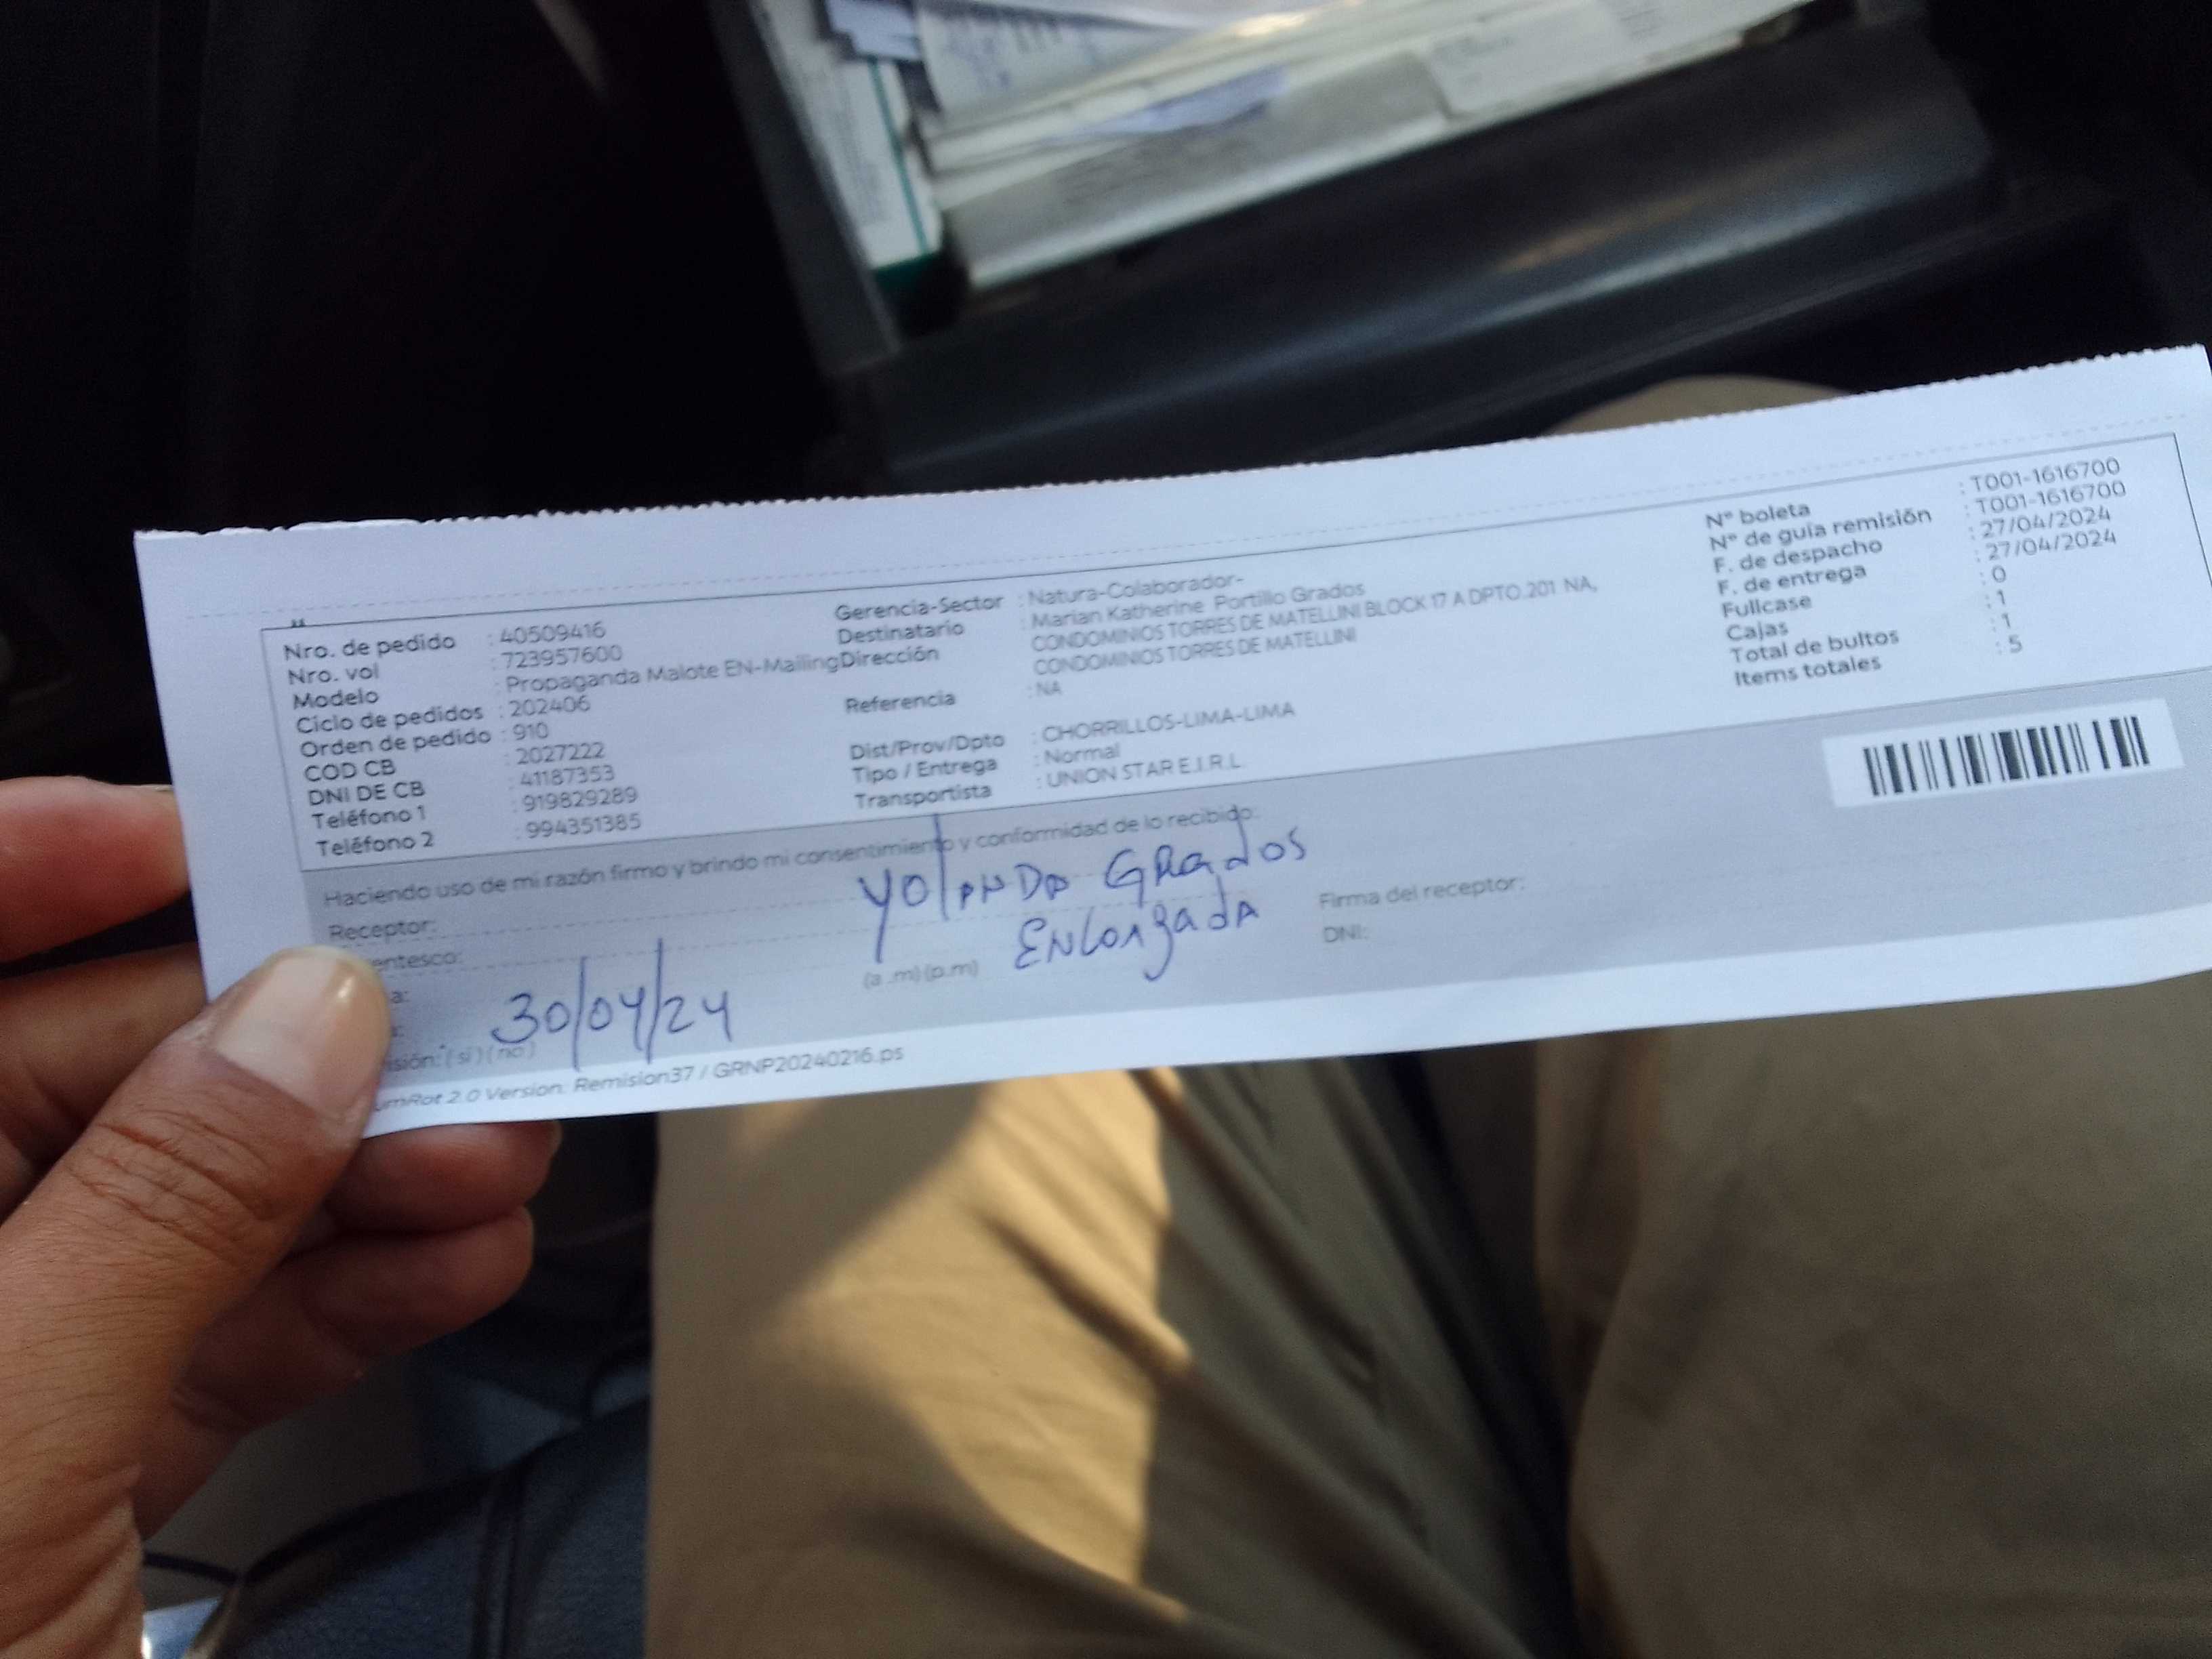 Nro. de pedido : 40509416
Nro. vol : 723957600
Modelo : Propaganda Malote EN-Mailing
Ciclo de pedidos : 202406
Orden de pedido : 910
COD CB : 2027222
DNI DE CB : 41187353
Teléfono 1 : 919829289
Teléfono 2 : 994351385
Gerencia-Sector : Natura-Colaborador-
Destinatario : Marian Katherine Portillo Grados
Dirección : CONDOMINIOS TORRES DE MATELLINI BLOCK 17 A DPTO.201 NA,
CONDOMINIOS TORRES DE MATELLINI
Referencia : NA
Dist/Prov/Dpto : CHORRILLOS-LIMA-LIMA
Tipo / Entrega : Normal
Transportista : UNION STAR E.I.R.L.
N° boleta : T001-1616700
N° de guía remisión : T001-1616700
F. de despacho : 27/04/2024
F. de entrega : 27/04/2024
Fullcase : 0
Cajas : 1
Total de bultos : 1
Items totales : 5
Haciendo uso de mi razón firmo y brindo mi consentimiento y conformidad de lo recibido:
Receptor: YOlANDA GRadOS
entesco: ENCargadA
a:
(a .m) (p.m)
30/04/24
isión: ( si ) ( no )
Firma del receptor:
DNI:
umRot 2.0 Version: Remision37 / GRNP20240216.ps